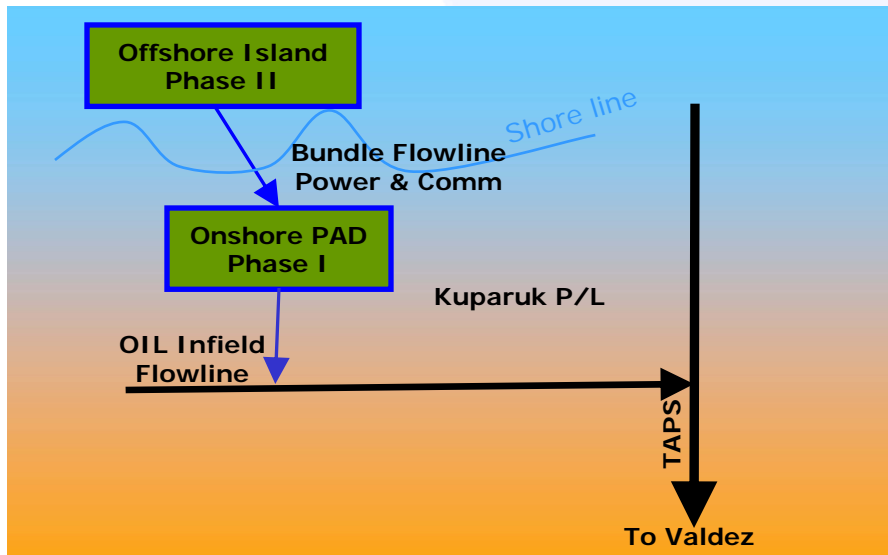 Offshore Island
Phase II
Shore line
Bundle Flowline
Power & Comm
Onshore PAD
Phase I
Kuparuk P/L
OIL Infield
Flowline
TAPS
To Valdez